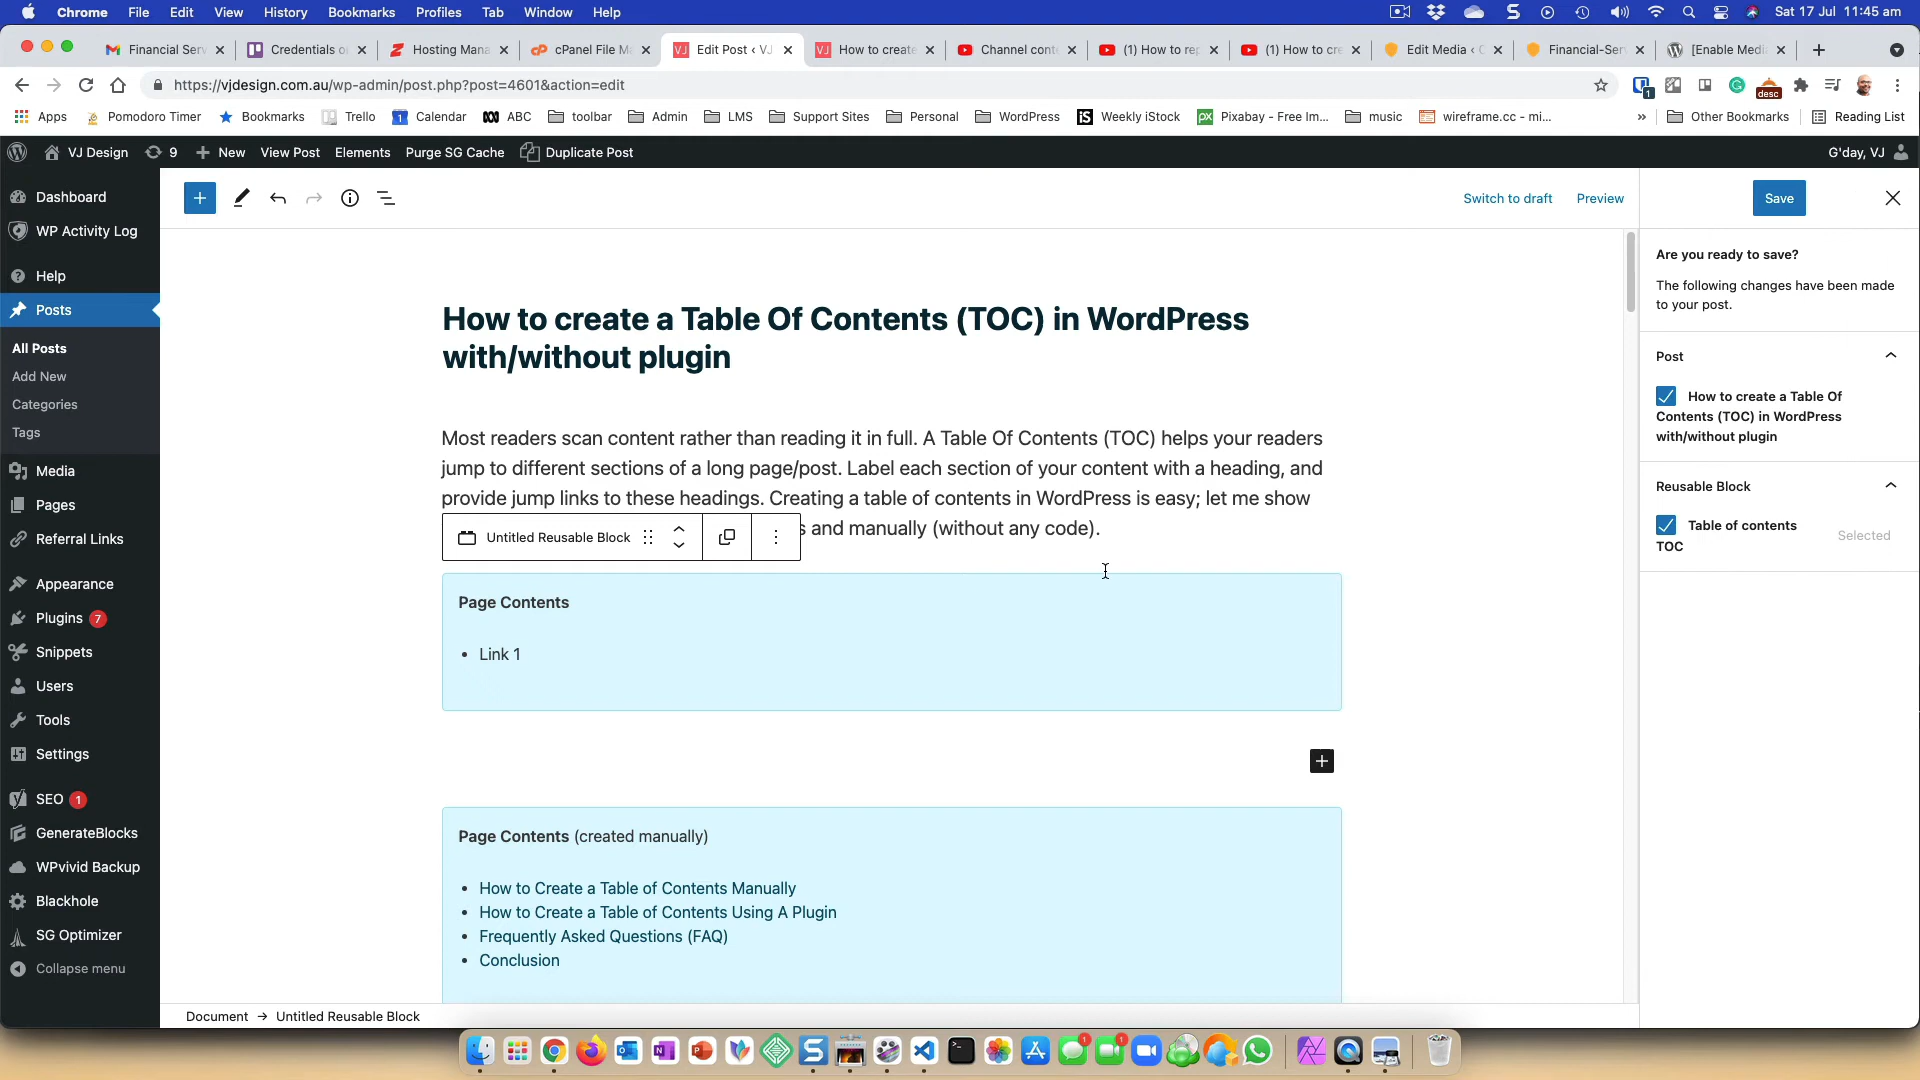 Chrome File Edit View History Bookmarks Profiles Tab Window Help Sat 17 Jul 11:45 am
Financial Serv Credentials o Hosting Mana cPanel File M Edit Post ‹ VJ How to create Channel cont (1) How to rep (1) How to cre Edit Media ‹ Financial-Ser [Enable Medi
https://vjdesign.com.au/wp-admin/post.php?post=4601&action=edit 1 desc
Apps Pomodoro Timer Bookmarks Trello 1 Calendar ABC toolbar Admin LMS Support Sites Personal WordPress iS Weekly iStock px Pixabay - Free Im... music wireframe.cc - mi... » Other Bookmarks Reading List
VJ Design 9 New View Post Elements Purge SG Cache Duplicate Post G'day, VJ
Dashboard
WP Activity Log
Help
Posts
All Posts
Add New
Categories
Tags
Media
Pages
Referral Links
Appearance
Plugins 7
Snippets
Users
Tools
Settings
SEO 1
GenerateBlocks
WPvivid Backup
Blackhole
SG Optimizer
Collapse menu
Switch to draft Preview
How to create a Table Of Contents (TOC) in WordPress
with/without plugin
Most readers scan content rather than reading it in full. A Table Of Contents (TOC) helps your readers
jump to different sections of a long page/post. Label each section of your content with a heading, and
provide jump links to these headings. Creating a table of contents in WordPress is easy; let me show
s and manually (without any code).
Untitled Reusable Block
Page Contents
Link 1
Page Contents (created manually)
How to Create a Table of Contents Manually
How to Create a Table of Contents Using A Plugin
Frequently Asked Questions (FAQ)
Conclusion
Document → Untitled Reusable Block
Save
Are you ready to save?
The following changes have been made
to your post.
Post
How to create a Table Of
Contents (TOC) in WordPress
with/without plugin
Reusable Block
Table of contents
TOC
Selected
1 1